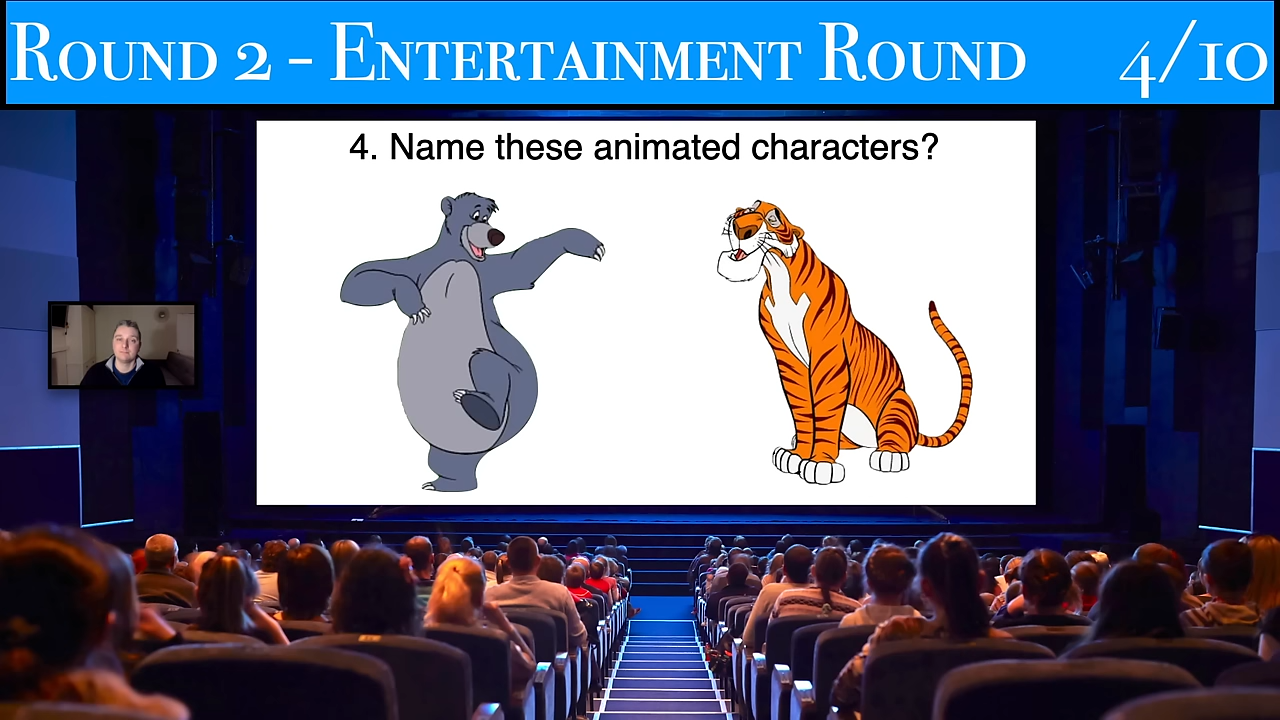 Round 2 - Entertainment Round 4/10
4. Name these animated characters?